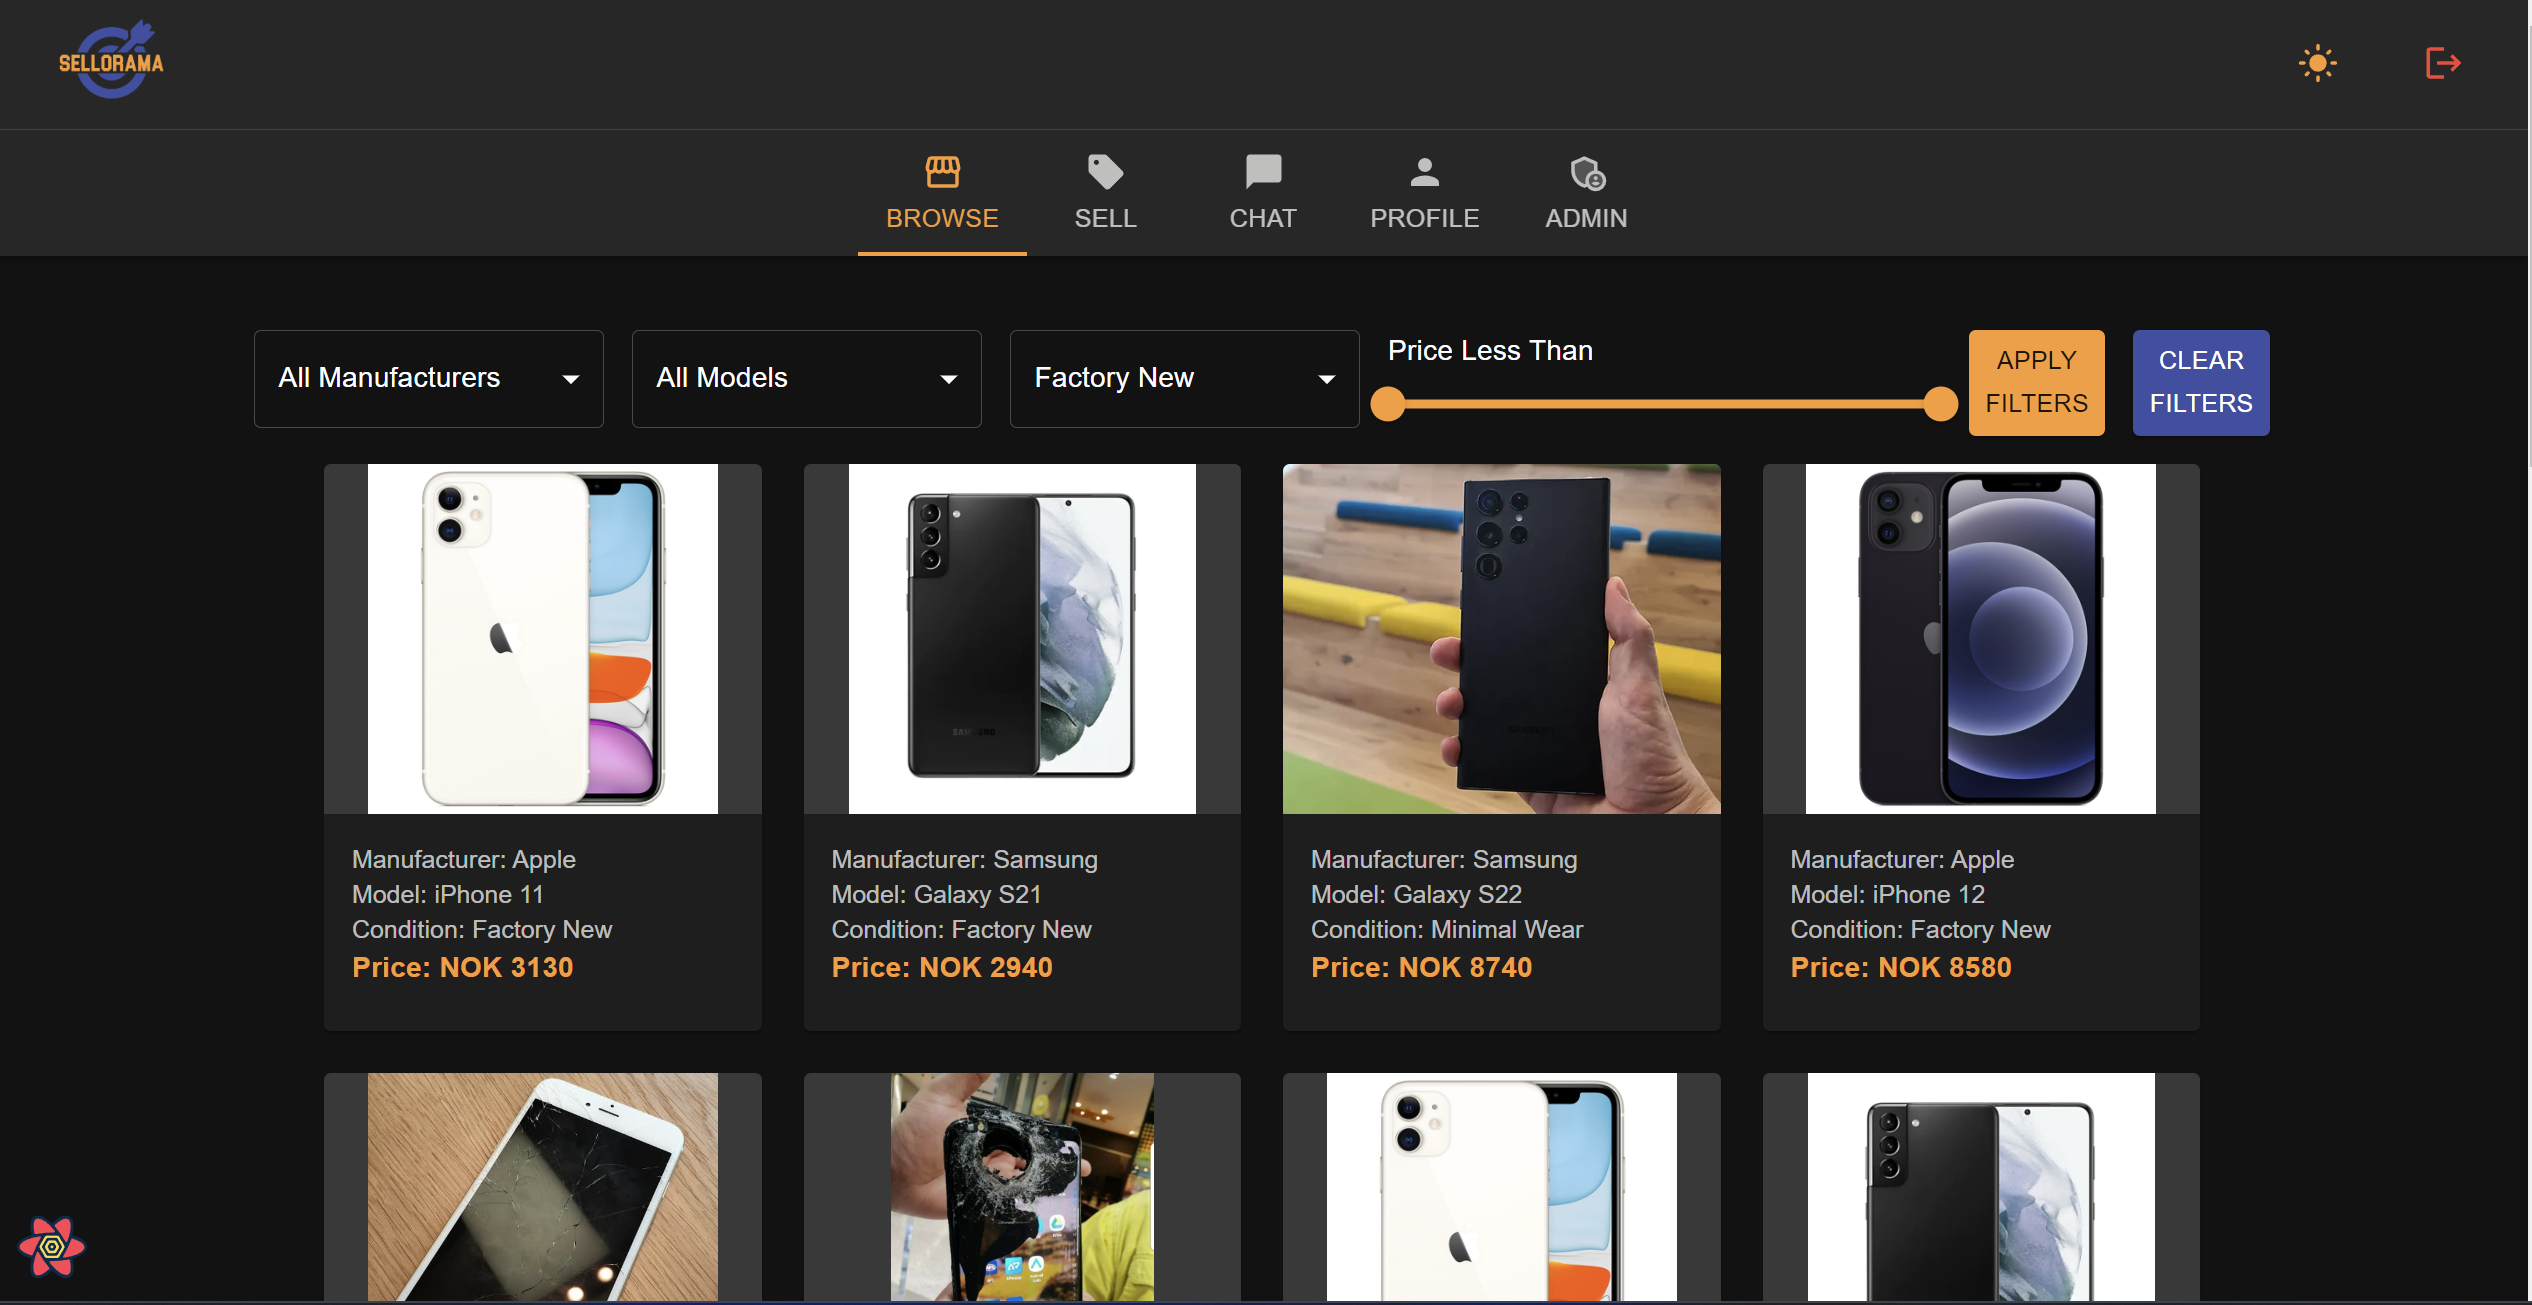 SELLORAMA
BROWSE
SELL
CHAT
PROFILE
ADMIN
All Manufacturers
All Models
Factory New
Price Less Than
APPLY
FILTERS
CLEAR
FILTERS
SAMSUNG
Manufacturer: Apple
Model: iPhone 11
Condition: Factory New
Price: NOK 3130
Manufacturer: Samsung
Model: Galaxy S21
Condition: Factory New
Price: NOK 2940
Manufacturer: Samsung
Model: Galaxy S22
Condition: Minimal Wear
Price: NOK 8740
Manufacturer: Apple
Model: iPhone 12
Condition: Factory New
Price: NOK 8580